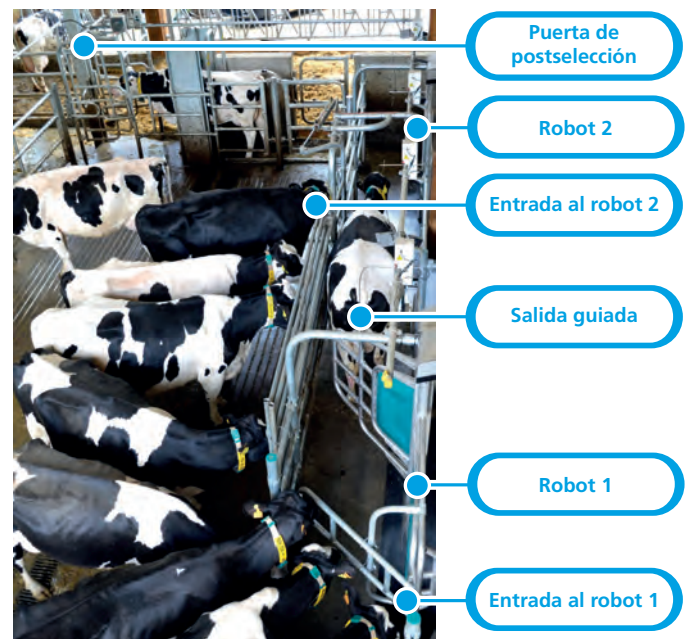 Puerta de
postselección
Robot 2
Entrada al robot 2
Salida guiada
Robot 1
Entrada al robot 1